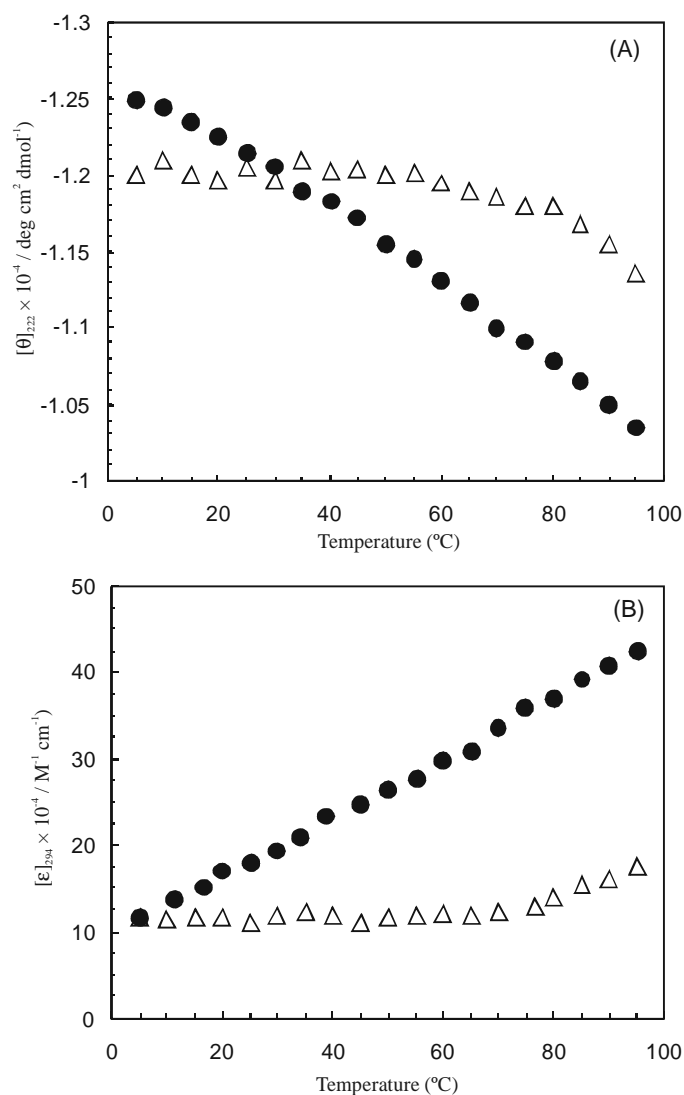 (A)
-1.3
-1.25
-1.2
-1.15
-1.1
-1.05
-1
[θ]₂₂₂ × 10⁻⁴ / deg cm² dmol⁻¹)
0 20 40 60 80 100
Temperature (ºC)
(B)
50
40
30
20
10
0
[ε]₂₉₄ × 10⁻⁴ / M⁻¹ cm⁻¹)
0 20 40 60 80 100
Temperature (ºC)